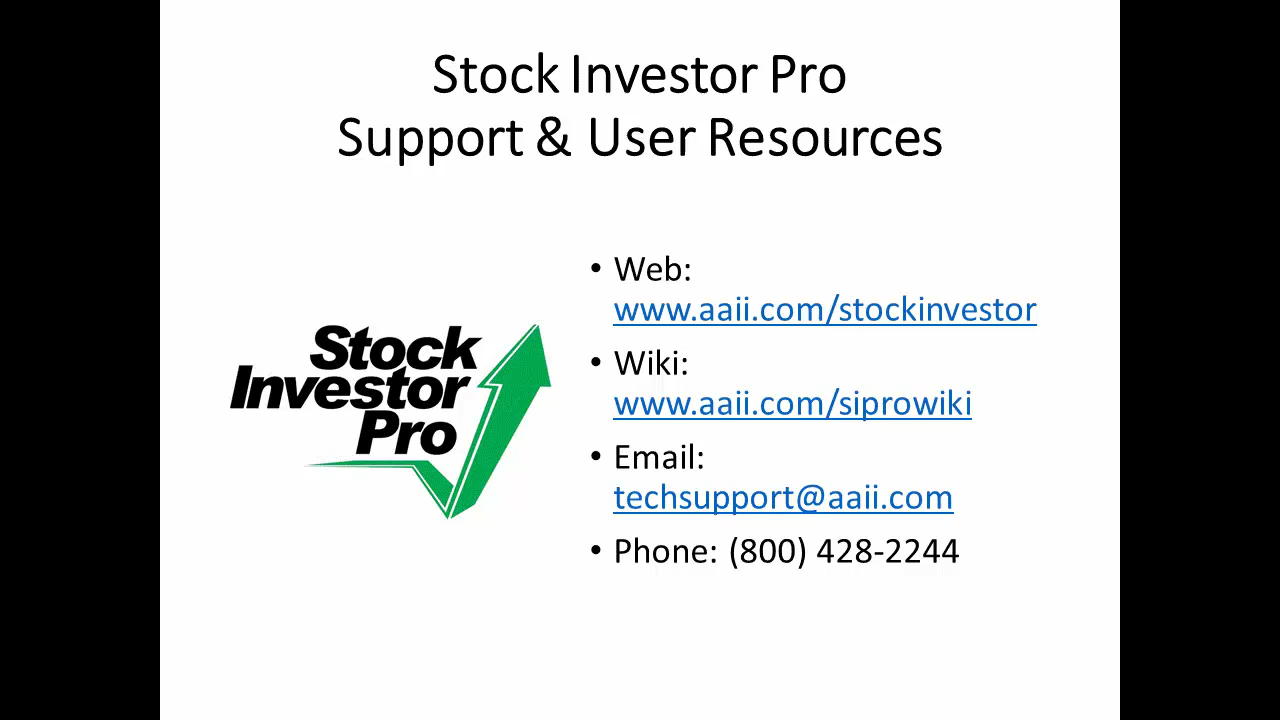 Stock Investor Pro
Support & User Resources
Stock
Investor
Pro
• Web:
www.aaii.com/stockinvestor
• Wiki:
www.aaii.com/siprowiki
• Email:
techsupport@aaii.com
• Phone: (800) 428-2244